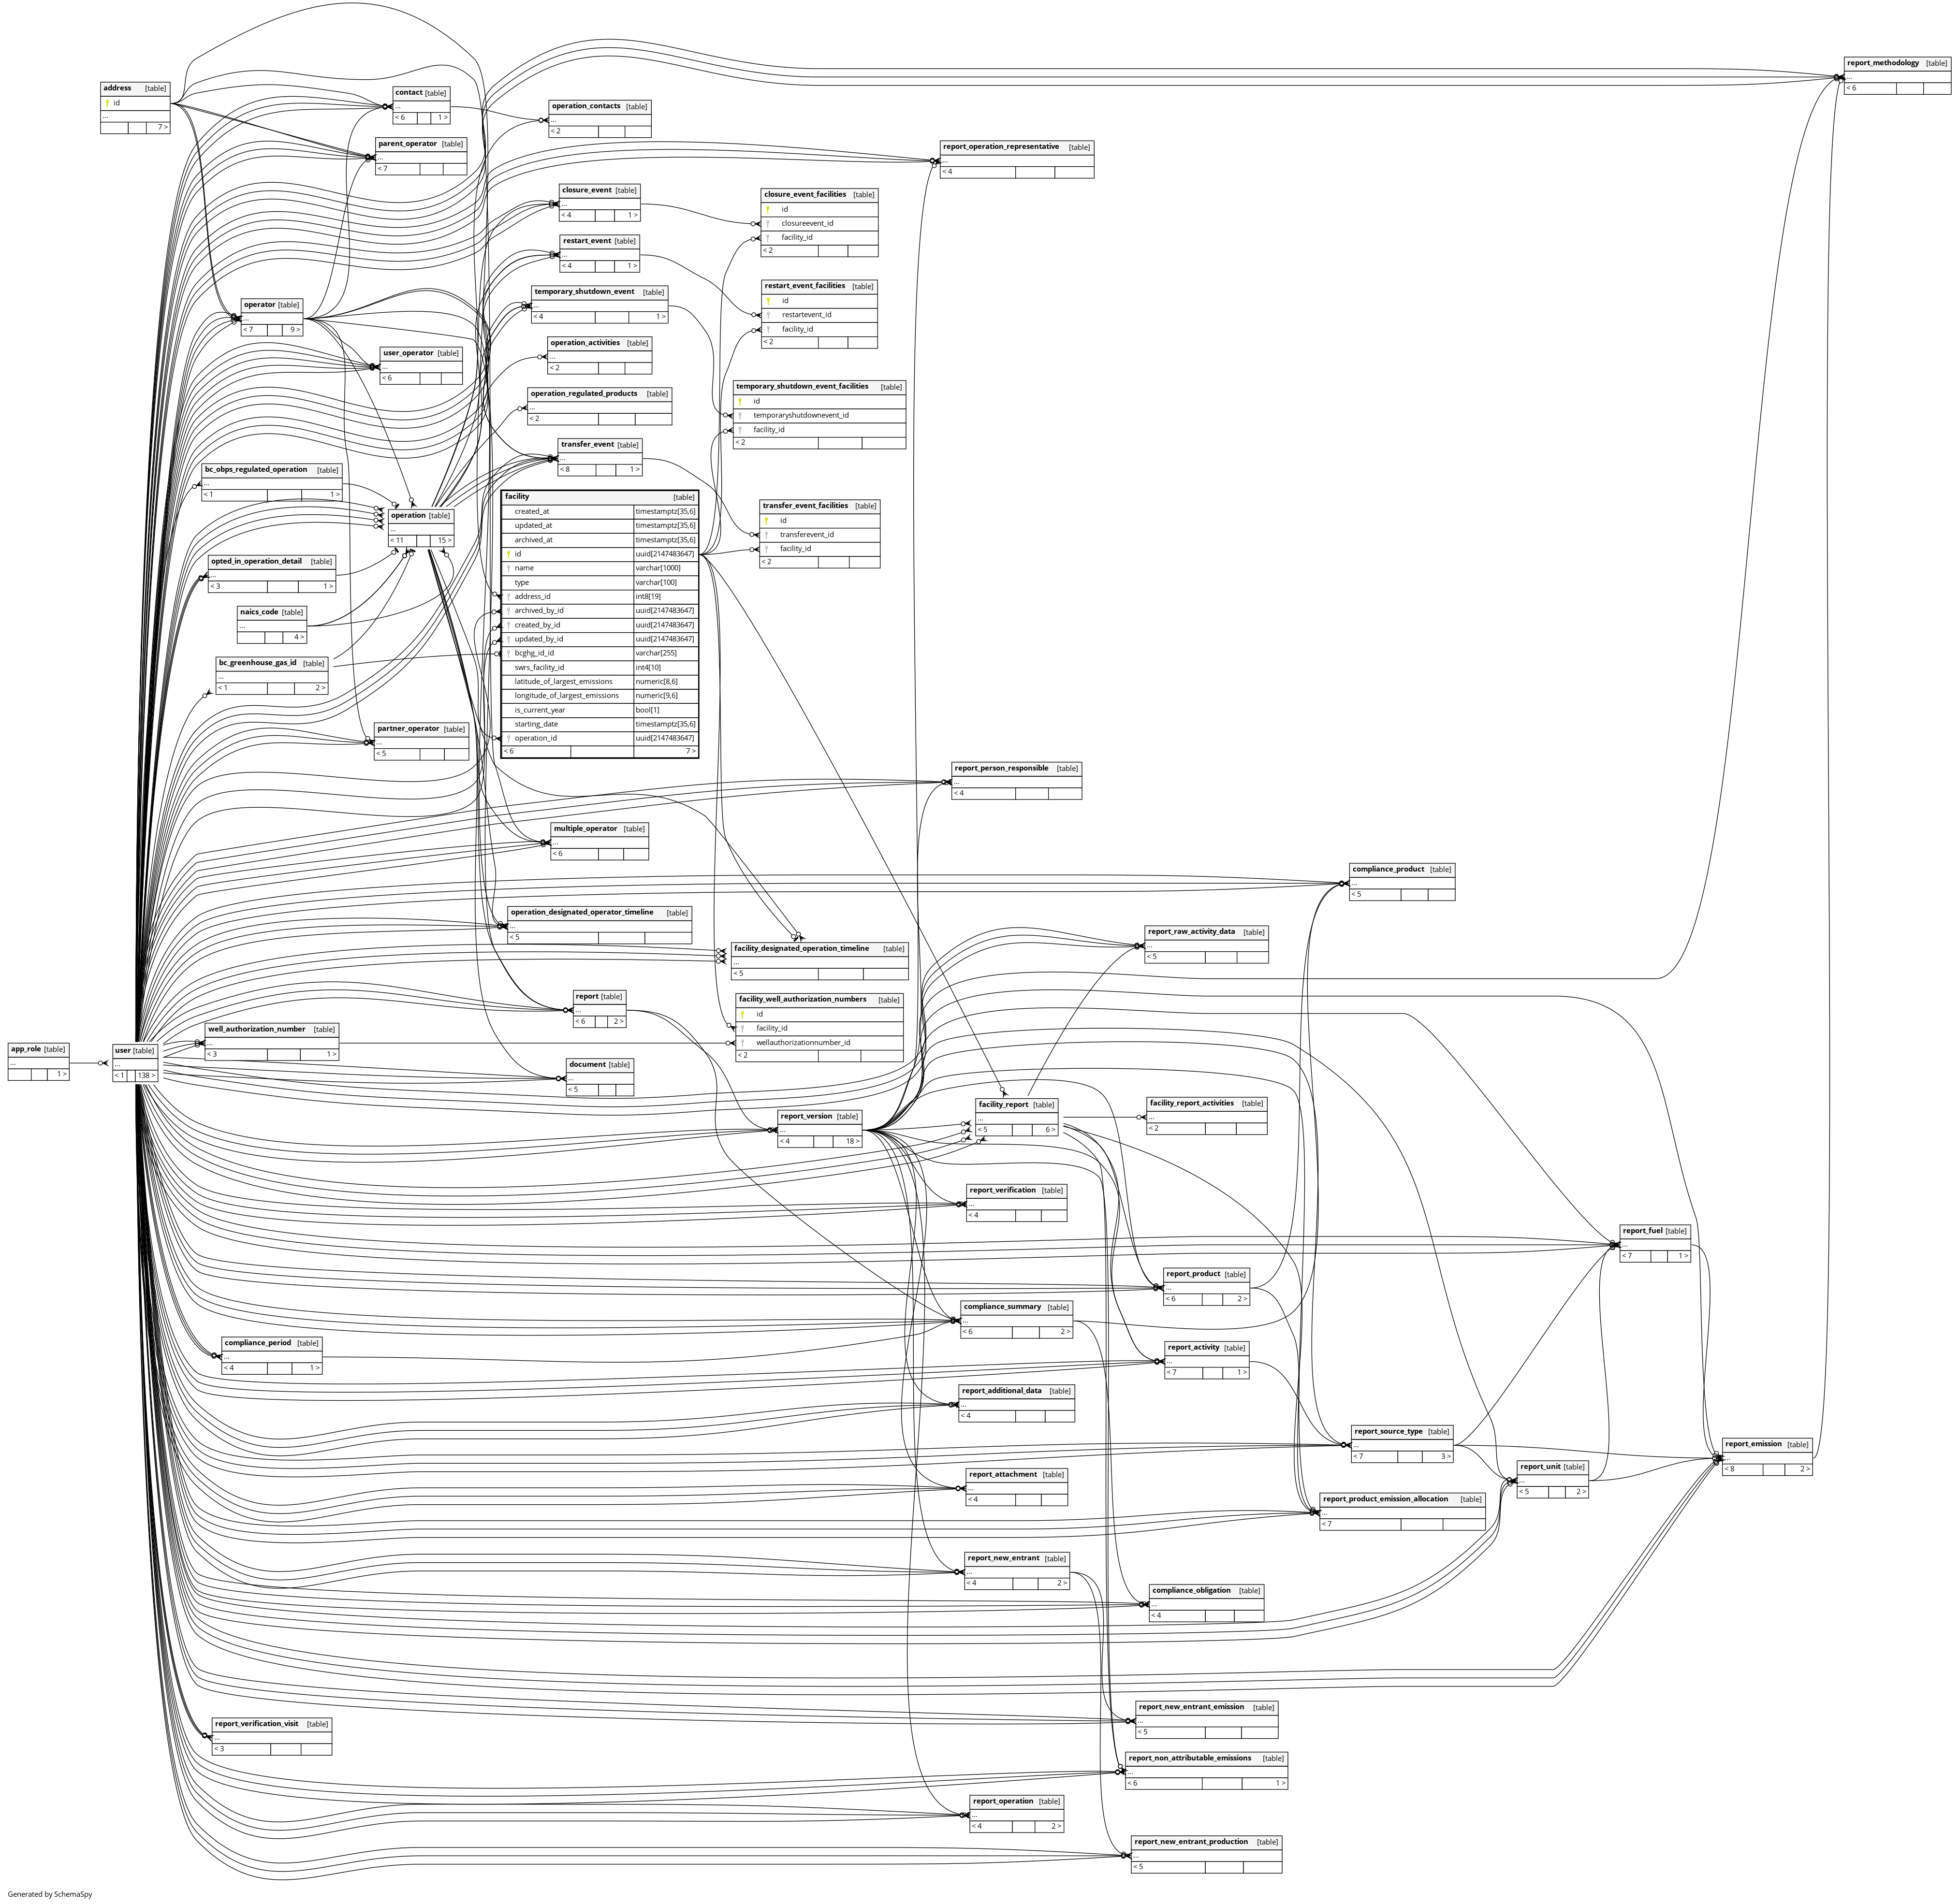 address [table]
id
...
7 >
contact [table]
...
< 6 1 >
parent_operator [table]
...
< 7
operator [table]
...
< 7 9 >
user_operator [table]
...
< 6
bc_obps_regulated_operation [table]
...
< 1 1 >
operation [table]
...
< 11 15 >
opted_in_operation_detail [table]
...
< 3 1 >
naics_code [table]
...
4 >
bc_greenhouse_gas_id [table]
...
< 1 2 >
partner_operator [table]
...
< 5
app_role [table]
...
1 >
user [table]
...
< 1 138 >
well_authorization_number [table]
...
< 3 1 >
compliance_period [table]
...
< 4 1 >
report_verification_visit [table]
...
< 3
operation_contacts [table]
...
< 2
closure_event [table]
...
< 4 1 >
restart_event [table]
...
< 4 1 >
temporary_shutdown_event [table]
...
< 4 1 >
operation_activities [table]
...
< 2
operation_regulated_products [table]
...
< 2
transfer_event [table]
...
< 8 1 >
facility [table]
created_at timestamptz[35,6]
updated_at timestamptz[35,6]
archived_at timestamptz[35,6]
id uuid[2147483647]
name varchar[1000]
type varchar[100]
address_id int8[19]
archived_by_id uuid[2147483647]
created_by_id uuid[2147483647]
updated_by_id uuid[2147483647]
bcghg_id_id varchar[255]
swrs_facility_id int4[10]
latitude_of_largest_emissions numeric[8,6]
longitude_of_largest_emissions numeric[9,6]
is_current_year bool[1]
starting_date timestamptz[35,6]
operation_id uuid[2147483647]
< 6 7 >
multiple_operator [table]
...
< 6
operation_designated_operator_timeline [table]
...
< 5
report [table]
...
< 6 2 >
document [table]
...
< 5
closure_event_facilities [table]
id
closureevent_id
facility_id
< 2
restart_event_facilities [table]
id
restartevent_id
facility_id
< 2
temporary_shutdown_event_facilities [table]
id
temporaryshutdownevent_id
facility_id
< 2
transfer_event_facilities [table]
id
transferevent_id
facility_id
< 2
facility_designated_operation_timeline [table]
...
< 5
facility_well_authorization_numbers [table]
id
facility_id
wellauthorizationnumber_id
< 2
report_version [table]
...
< 4 18 >
report_operation_representative [table]
...
< 4
report_person_responsible [table]
...
< 4
facility_report [table]
...
< 5 6 >
report_verification [table]
...
< 4
compliance_summary [table]
...
< 6 2 >
report_additional_data [table]
...
< 4
report_attachment [table]
...
< 4
report_new_entrant [table]
...
< 4 2 >
report_operation [table]
...
< 4 2 >
report_raw_activity_data [table]
...
< 5
facility_report_activities [table]
...
< 2
report_product [table]
...
< 6 2 >
report_activity [table]
...
< 7 1 >
compliance_obligation [table]
...
< 4
report_new_entrant_emission [table]
...
< 5
report_non_attributable_emissions [table]
...
< 6 1 >
report_new_entrant_production [table]
...
< 5
compliance_product [table]
...
< 5
report_source_type [table]
...
< 7 3 >
report_product_emission_allocation [table]
...
< 7
report_unit [table]
...
< 5 2 >
report_fuel [table]
...
< 7 1 >
report_emission [table]
...
< 8 2 >
report_methodology [table]
...
< 6
Generated by SchemaSpy